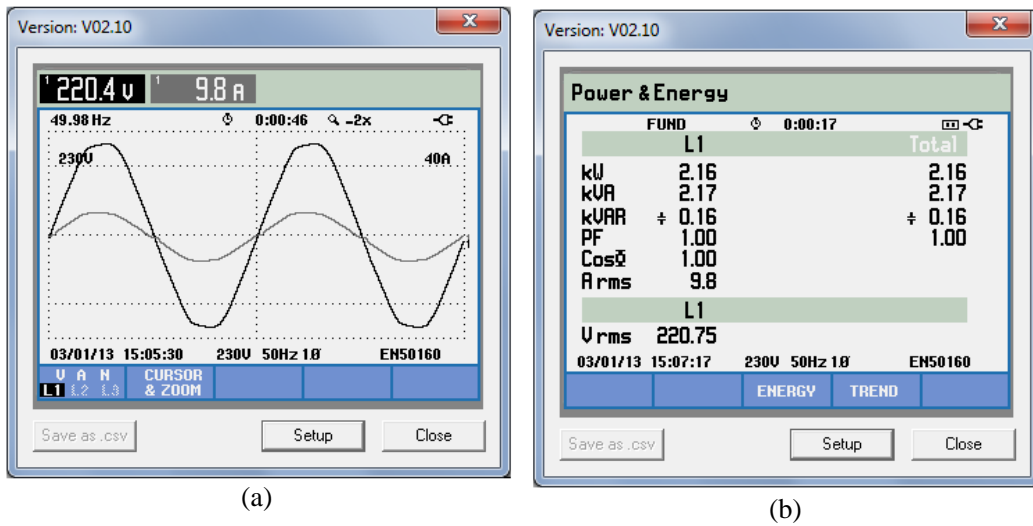 Version: V02.10
X
1 220.4 V 1 9.8 A
49.98 Hz 0:00:46 -2x
230V 40A
03/01/13 15:05:30 230V 50Hz 1Ø EN50160
V A N CURSOR
L1 L2 L3 & ZOOM
Save as .csv Setup Close
(a)
Version: V02.10
X
Power & Energy
FUND 0:00:17
L1 Total
kW 2.16 2.16
kVA 2.17 2.17
kVAR 0.16 0.16
PF 1.00 1.00
CosΦ 1.00
A rms 9.8
L1
V rms 220.75
03/01/13 15:07:17 230V 50Hz 1Ø EN50160
ENERGY TREND
Save as .csv Setup Close
(b)